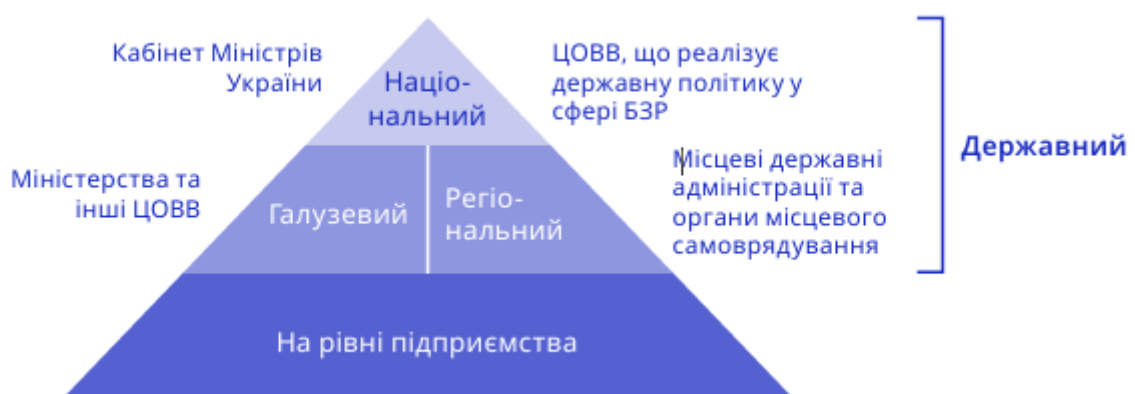 Кабінет Міністрів
України
Націо-
нальний
ЦОВВ, що реалізує
державну політику у
сфері БЗР
Державний
Міністерства та
інші ЦОВВ
Галузевий
Регіо-
нальний
Місцеві державні
адміністрації та
органи місцевого
самоврядування
На рівні підприємства